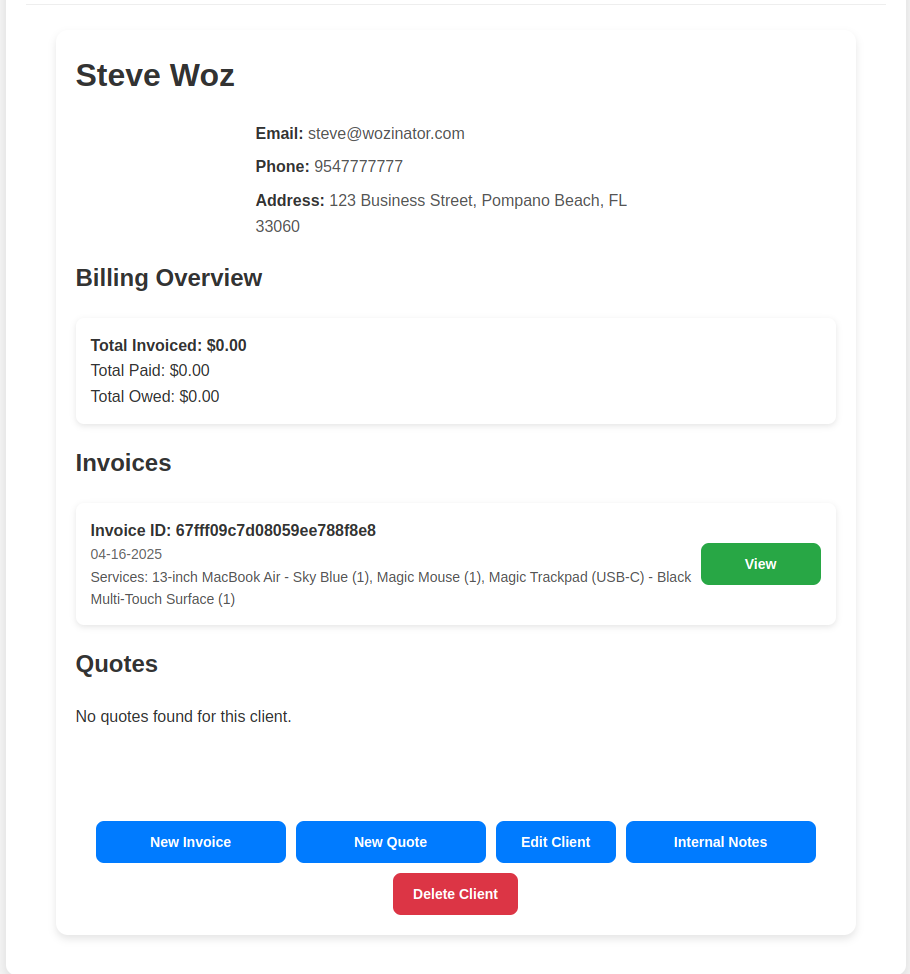 Steve Woz
Email: steve@wozinator.com
Phone: 9547777777
Address: 123 Business Street, Pompano Beach, FL
33060
Billing Overview
Total Invoiced: $0.00
Total Paid: $0.00
Total Owed: $0.00
Invoices
Invoice ID: 67fff09c7d08059ee788f8e8
04-16-2025
Services: 13-inch MacBook Air - Sky Blue (1), Magic Mouse (1), Magic Trackpad (USB-C) - Black
Multi-Touch Surface (1)
View
Quotes
No quotes found for this client.
New Invoice
New Quote
Edit Client
Internal Notes
Delete Client